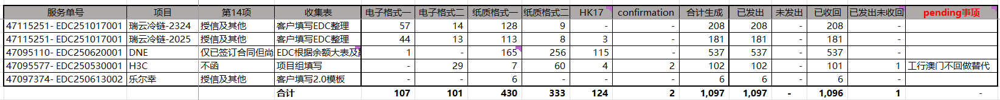 服务单号 项目 第14项 收集表 电子格式一 电子格式二 纸质格式一 纸质格式二 HK17 confirmation 合计生成 已发出 未发出 已收回 已发出未收回 pending事项
47115251- EDC251017001 瑞云冷链-2324 授信及其他 客户填写EDC整理 57 14 128 9 - - 208 208 - 208 -
47115251- EDC251017001 瑞云冷链-2025 授信及其他 客户填写EDC整理 44 13 113 8 3 - 181 181 - 181 -
47095110- EDC250620001 DNE 仅已签订合同但尚 EDC根据余额大表及 1 - 165 256 115 - 537 537 - 537 -
47095577- EDC250530001 H3C 不函 项目组填写 - 29 7 60 4 2 102 102 - 101 1 工行澳门不回做替代
47097374- EDC250613002 乐尔幸 授信及其他 客户填写2.0模板 - - 6 - - - 6 6 - 6 -
合计 107 101 430 333 124 2 1,097 1,097 - 1,096 1 -